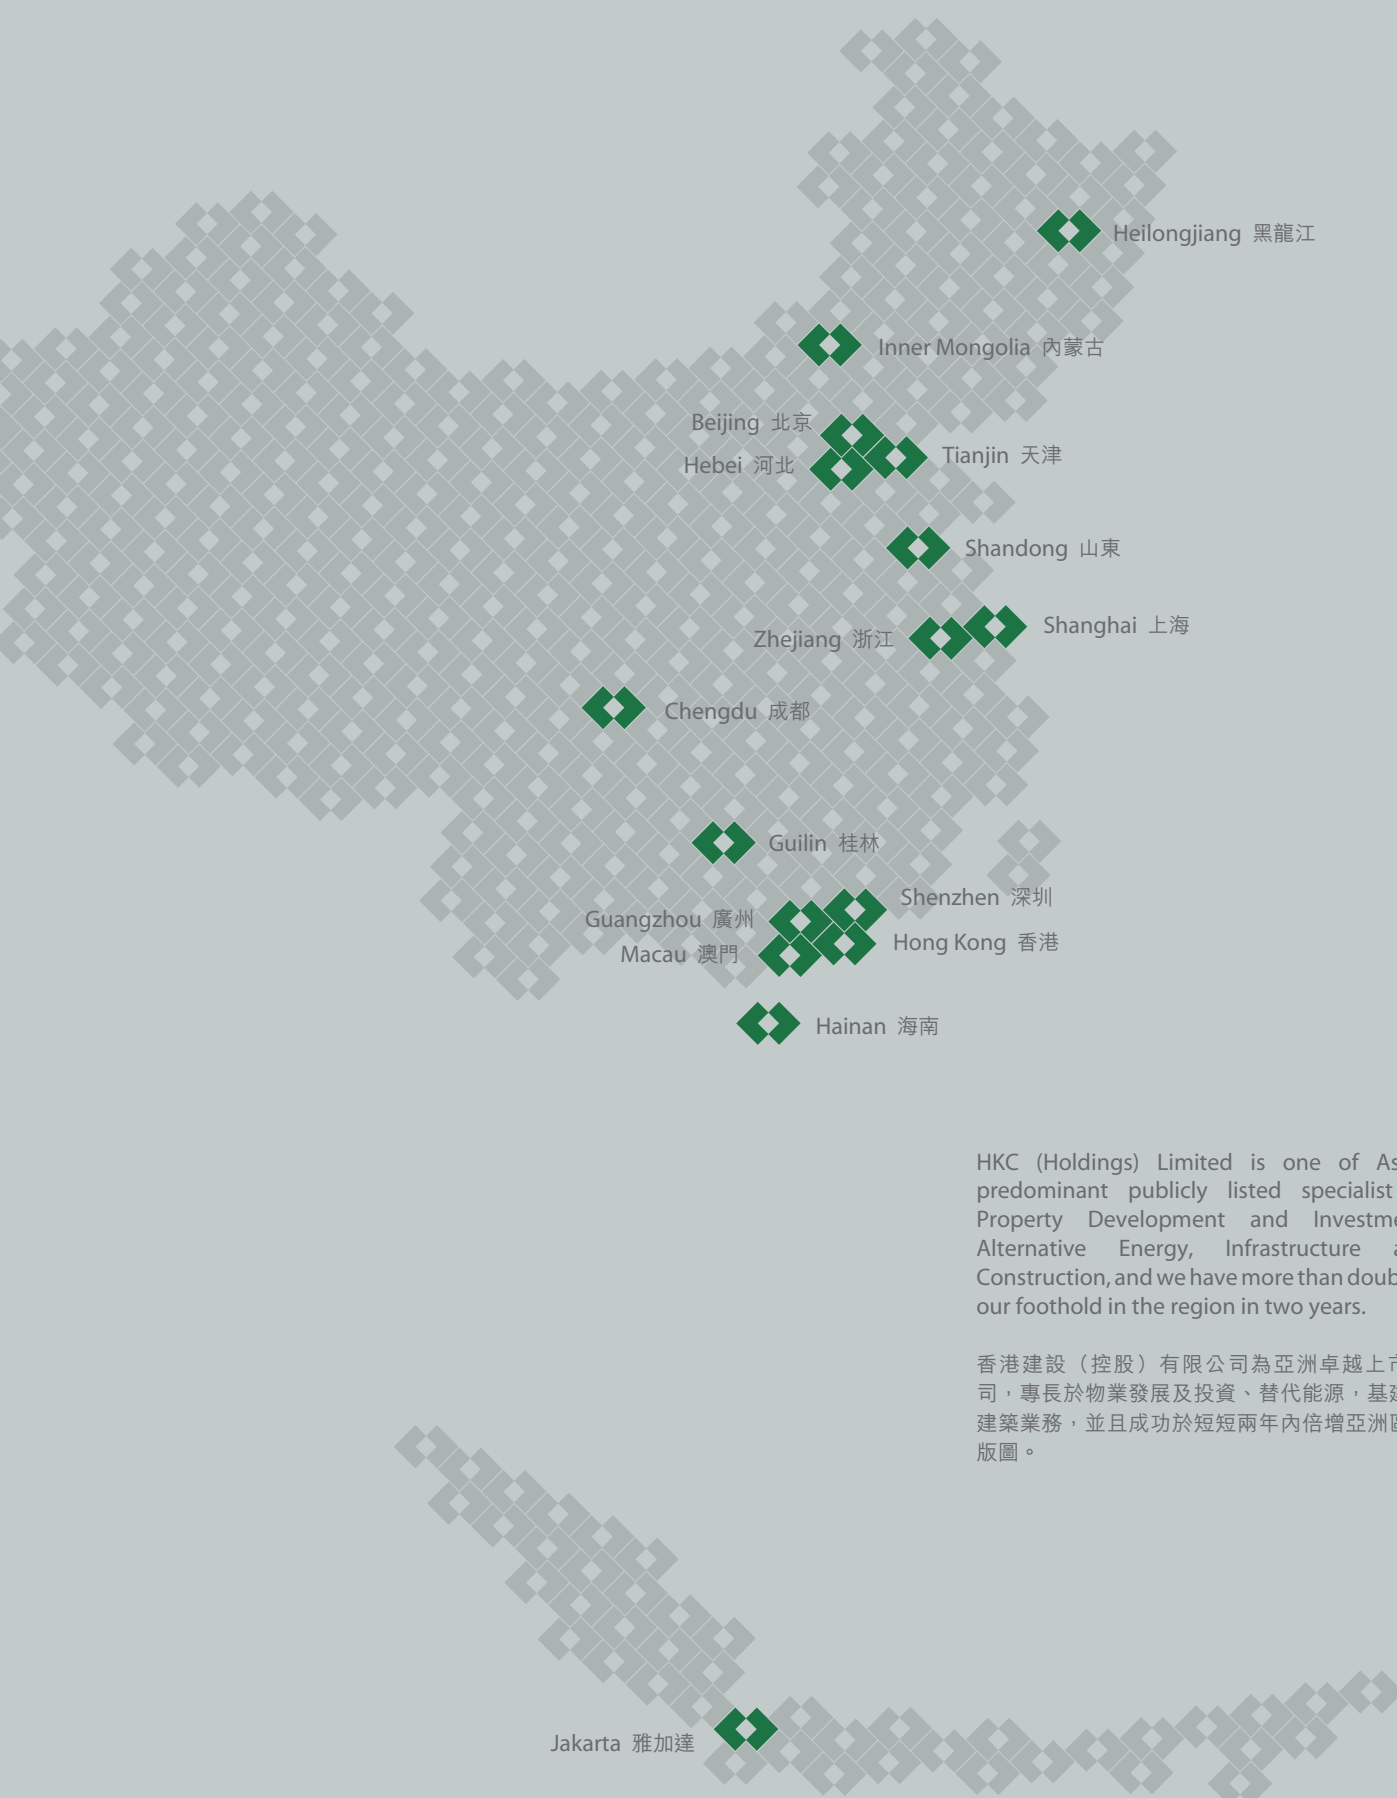 Heilongjiang 黑龍江
Inner Mongolia 內蒙古
Beijing 北京
Hebei 河北
Tianjin 天津
Shandong 山東
Zhejiang 浙江
Shanghai 上海
Chengdu 成都
Guilin 桂林
Shenzhen 深圳
Guangzhou 廣州
Hong Kong 香港
Macau 澳門
Hainan 海南
HKC (Holdings) Limited is one of
predominant publicly listed specialist
Property Development and
Alternative Energy, Infrastructure
Construction, and we have more than
our foothold in the region in two years.
香港建設（控股）有限公司為亞洲卓越上
司，專長於物業發展及投資、替代能源，基
建築業務，並且成功於短短兩年內倍增亞洲
版圖。
Jakarta 雅加達